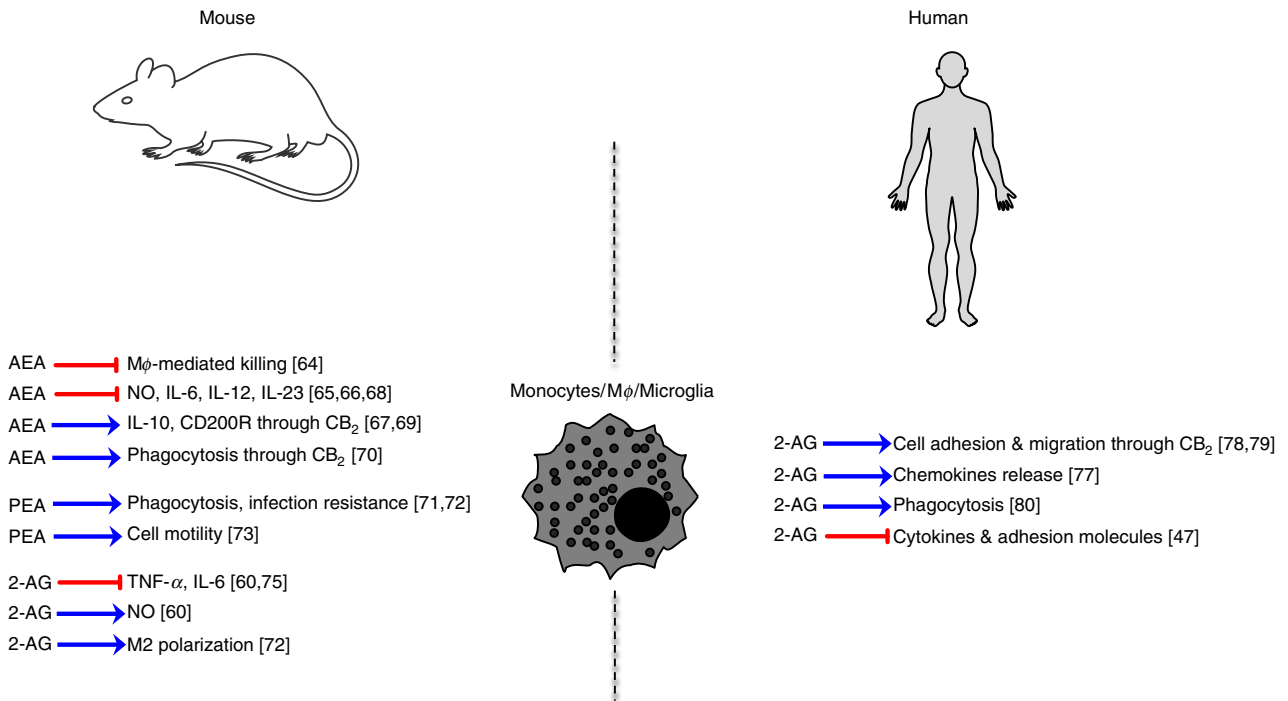 Mouse
Human
AEA Mϕ-mediated killing [64]
AEA NO, IL-6, IL-12, IL-23 [65,66,68]
AEA IL-10, CD200R through CB₂ [67,69]
AEA Phagocytosis through CB₂ [70]
PEA Phagocytosis, infection resistance [71,72]
PEA Cell motility [73]
2-AG TNF-α, IL-6 [60,75]
2-AG NO [60]
2-AG M2 polarization [72]
Monocytes/Mϕ/Microglia
2-AG Cell adhesion & migration through CB₂ [78,79]
2-AG Chemokines release [77]
2-AG Phagocytosis [80]
2-AG Cytokines & adhesion molecules [47]